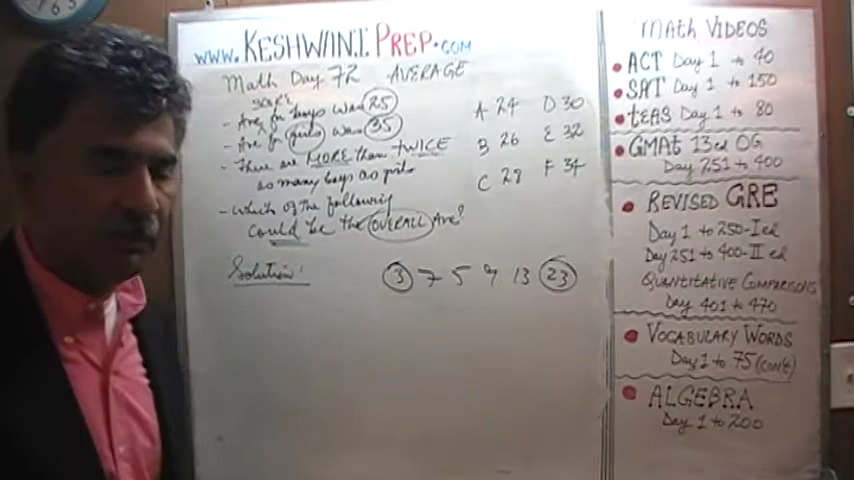 www.KESHWANIPREP.COM
Math Day 72 AVERAGE
SCORE
- Ave for boys was 25
- Ave for girls was 35
- There are MORE than TWICE
as many boys as girls
- Which of the following
could be the OVERALL Ave?
A 24 D 30
B 26 E 32
C 28 F 34
Solution:
3 7 5 9 13 23
MATH VIDEOS
ACT Day 1 to 40
SAT Day 1 to 150
tEAS Day 1 to 80
GMAt 13 ed OG
Day 251 to 400
REVISED GRE
Day 1 to 250-I ed
Day 251 to 400-II ed
QUANTITATIVE COMPARISONS
Day 401 to 470
VOCABULARY WORDS
Day 1 to 75 (con't)
ALGEBRA
Day 1 to 200